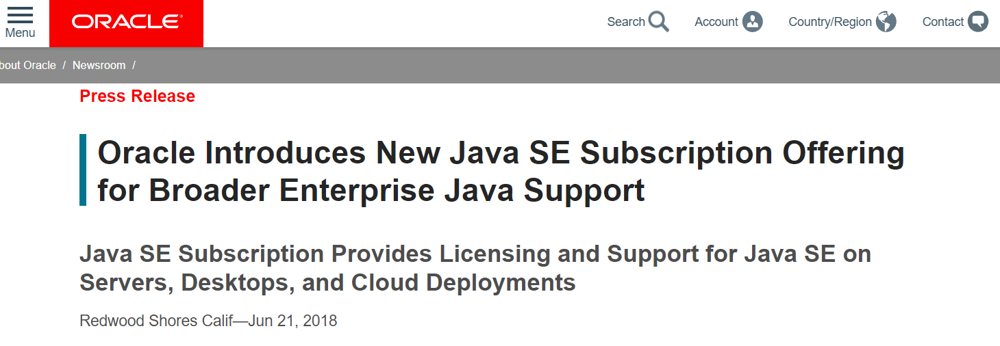 Menu
ORACLE
Search
Account
Country/Region
Contact
bout Oracle / Newsroom /
Press Release
Oracle Introduces New Java SE Subscription Offering
for Broader Enterprise Java Support
Java SE Subscription Provides Licensing and Support for Java SE on
Servers, Desktops, and Cloud Deployments
Redwood Shores Calif—Jun 21, 2018